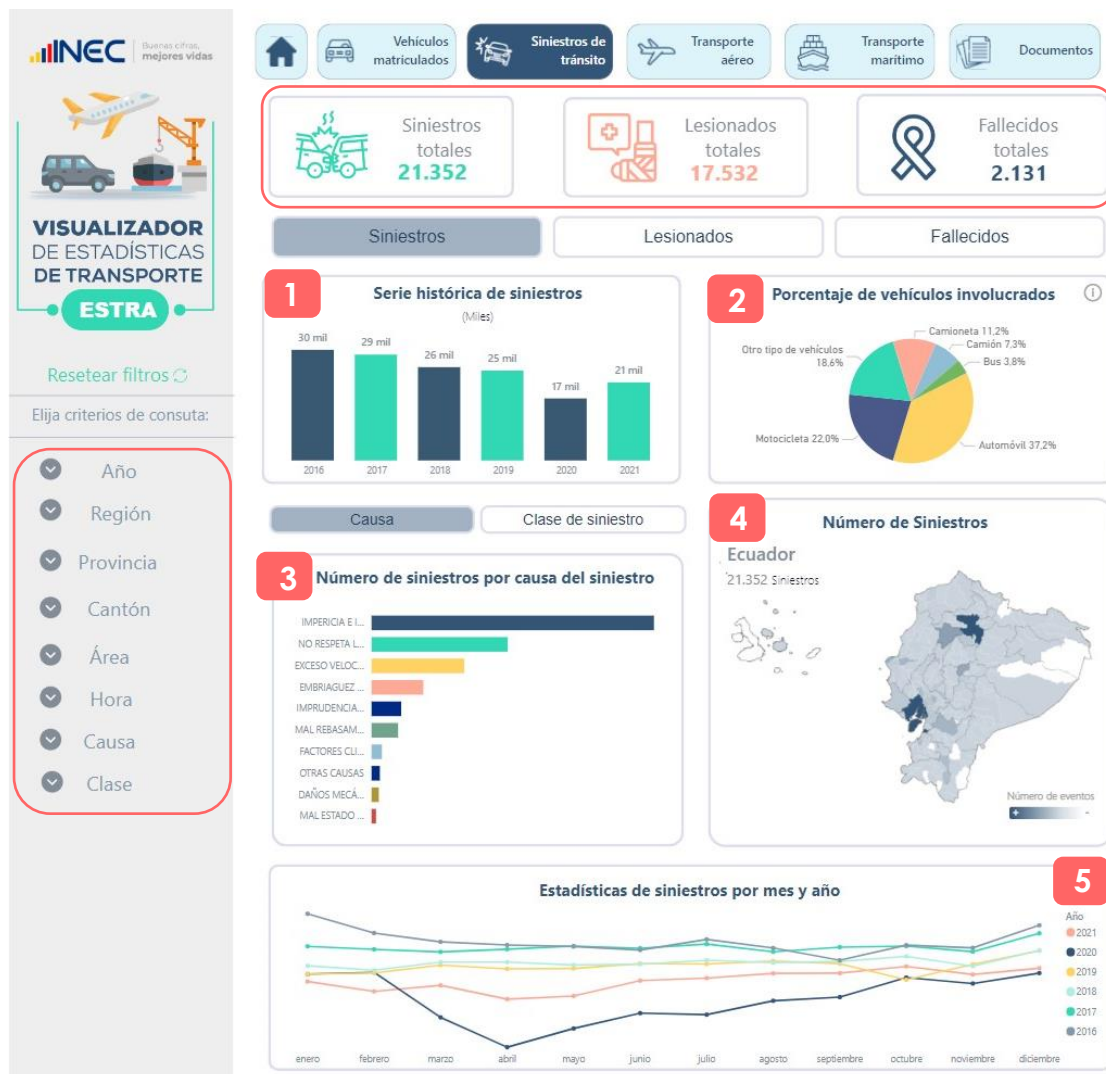 INEC
Buenas cifras,
mejores vidas
VISUALIZADOR
DE ESTADÍSTICAS
DE TRANSPORTE
ESTRA
Resetear filtros
Elija criterios de consuta:
Año
Región
Provincia
Cantón
Área
Hora
Causa
Clase
Vehículos
matriculados
Siniestros de
tránsito
Transporte
aéreo
Transporte
marítimo
Documentos
Siniestros
totales
21.352
Lesionados
totales
17.532
Fallecidos
totales
2.131
Siniestros
Lesionados
Fallecidos
1
Serie histórica de siniestros
(Miles)
30 mil
29 mil
26 mil
25 mil
17 mil
21 mil
2016
2017
2018
2019
2020
2021
2
Porcentaje de vehículos involucrados
Camioneta 11,2%
Camión 7,3%
Bus 3,8%
Otro tipo de vehículos
18,6%
Motocicleta 22,0%
Automóvil 37,2%
Causa
Clase de siniestro
3
Número de siniestros por causa del siniestro
IMPERICIA E I...
NO RESPETA L...
EXCESO VELOC...
EMBRIAGUEZ ...
IMPRUDENCIA...
MAL REBASAM...
FACTORES CLI...
OTRAS CAUSAS
DAÑOS MECÁ...
MAL ESTADO ...
4
Número de Siniestros
Ecuador
21.352 Siniestros
Número de eventos
+ -
5
Estadísticas de siniestros por mes y año
Año
2021
2020
2019
2018
2017
2016
enero
febrero
marzo
abril
mayo
junio
julio
agosto
septiembre
octubre
noviembre
diciembre